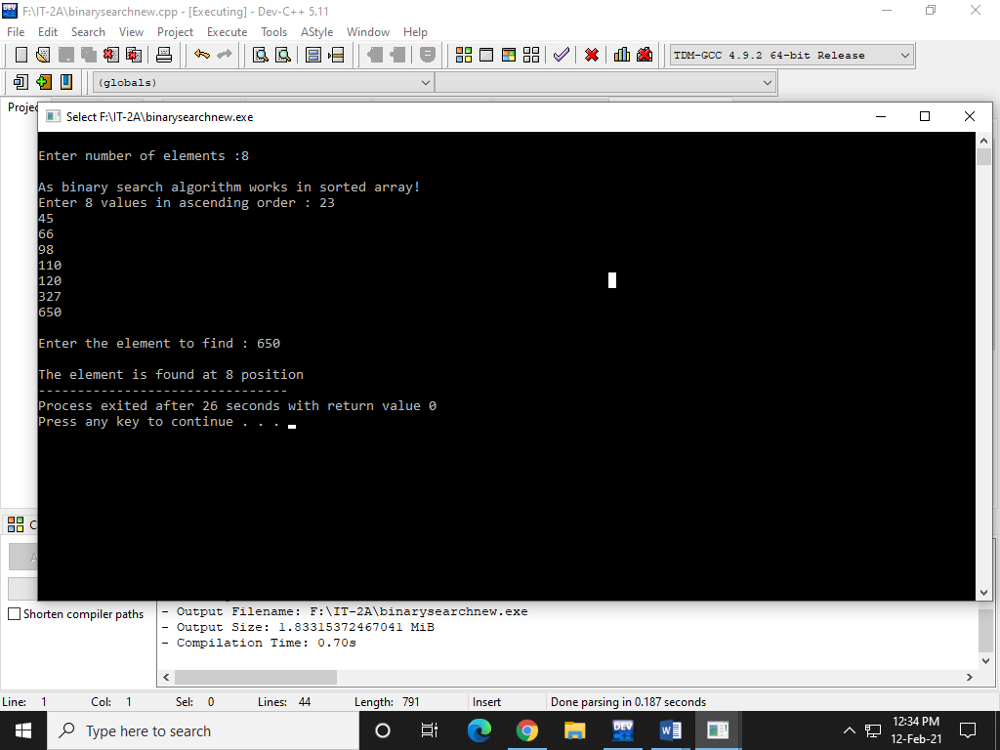 F:\IT-2A\binarysearchnew.cpp - [Executing] - Dev-C++ 5.11
File Edit Search View Project Execute Tools AStyle Window Help
TDM-GCC 4.9.2 64-bit Release
(globals)
Projec
Select F:\IT-2A\binarysearchnew.exe
Enter number of elements :8
As binary search algorithm works in sorted array!
Enter 8 values in ascending order : 23
45
66
98
110
120
327
650
Enter the element to find : 650
The element is found at 8 position
--------------------------------
Process exited after 26 seconds with return value 0
Press any key to continue . . .
C
A
Shorten compiler paths
- Output Filename: F:\IT-2A\binarysearchnew.exe
- Output Size: 1.83315372467041 MiB
- Compilation Time: 0.70s
Line: 1 Col: 1 Sel: 0 Lines: 44 Length: 791 Insert Done parsing in 0.187 seconds
Type here to search
DEV
12:34 PM
12-Feb-21